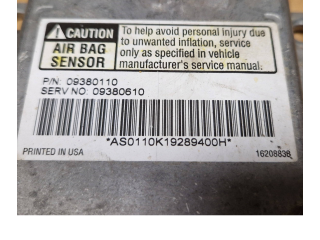 CAUTION
AIR BAG
SENSOR
To help avoid personal injury due
to unwanted inflation, service
only as specified in vehicle
manufacturer's service manual.
P/N: 09380110
SERV NO: 09380610
*AS0110K19289400H*
PRINTED IN USA
16208836